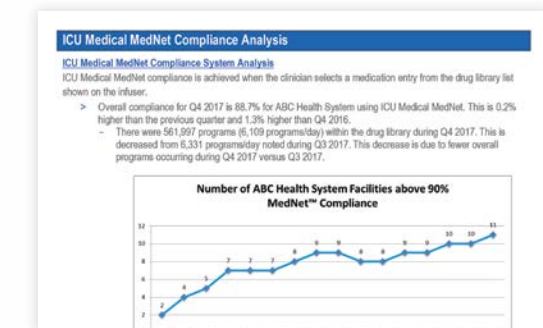 ICU Medical MedNet Compliance Analysis
ICU Medical MedNet Compliance System Analysis
ICU Medical MedNet compliance is achieved when the clinician selects a medication entry from the drug library list
shown on the infuser.
> Overall compliance for Q4 2017 is 88.7% for ABC Health System using ICU Medical MedNet. This is 0.2%
higher than the previous quarter and 1.3% higher than Q4 2016.
– There were 561,997 programs (6,109 programs/day) within the drug library during Q4 2017. This is
decreased from 6,331 programs/day noted during Q3 2017. This decrease is due to fewer overall
programs occurring during Q4 2017 versus Q3 2017.
Number of ABC Health System Facilities above 90%
MedNet™ Compliance
12
10
8
6
4
2
2 4 5 7 7 7 8 9 9 8 8 9 9 10 10 11